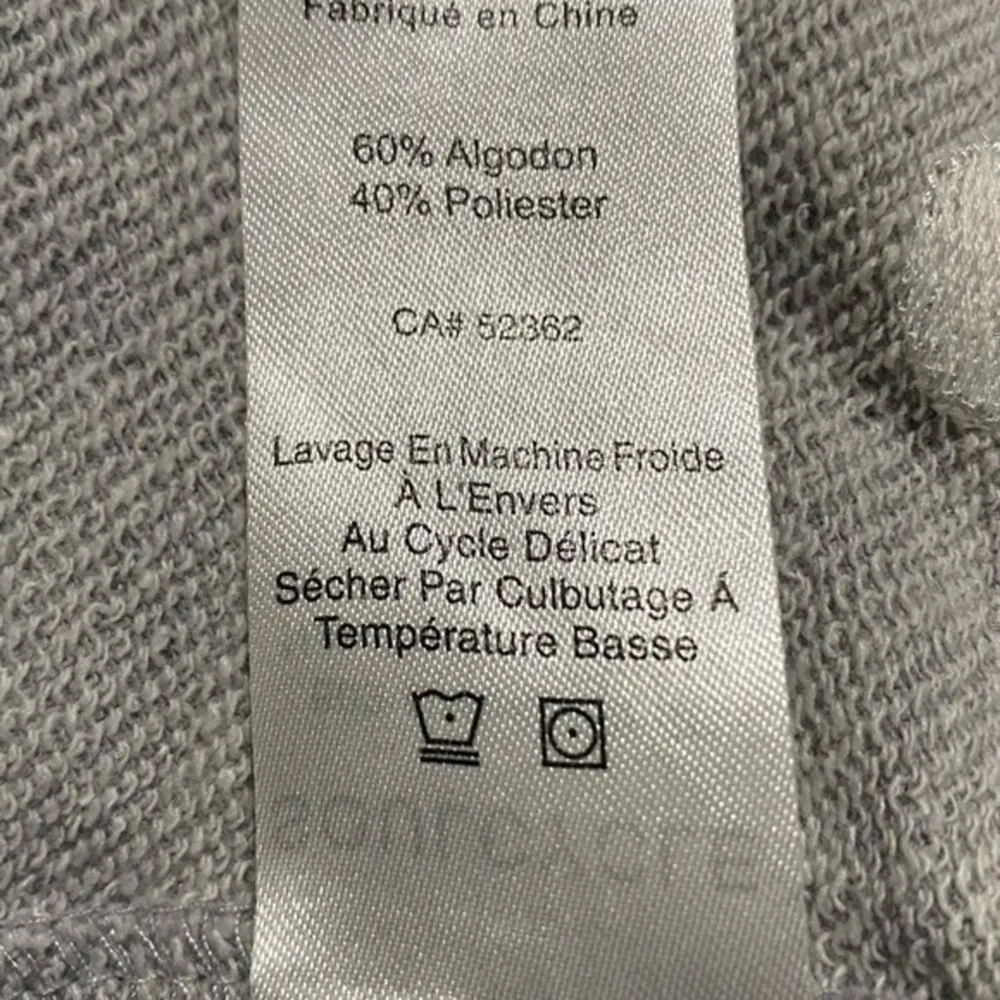 Fabriqué en Chine
60% Algodon
40% Poliester
CA# 52362
Lavage En Machine Froide
À L'Envers
Au Cycle Délicat
Sécher Par Culbutage Á
Température Basse